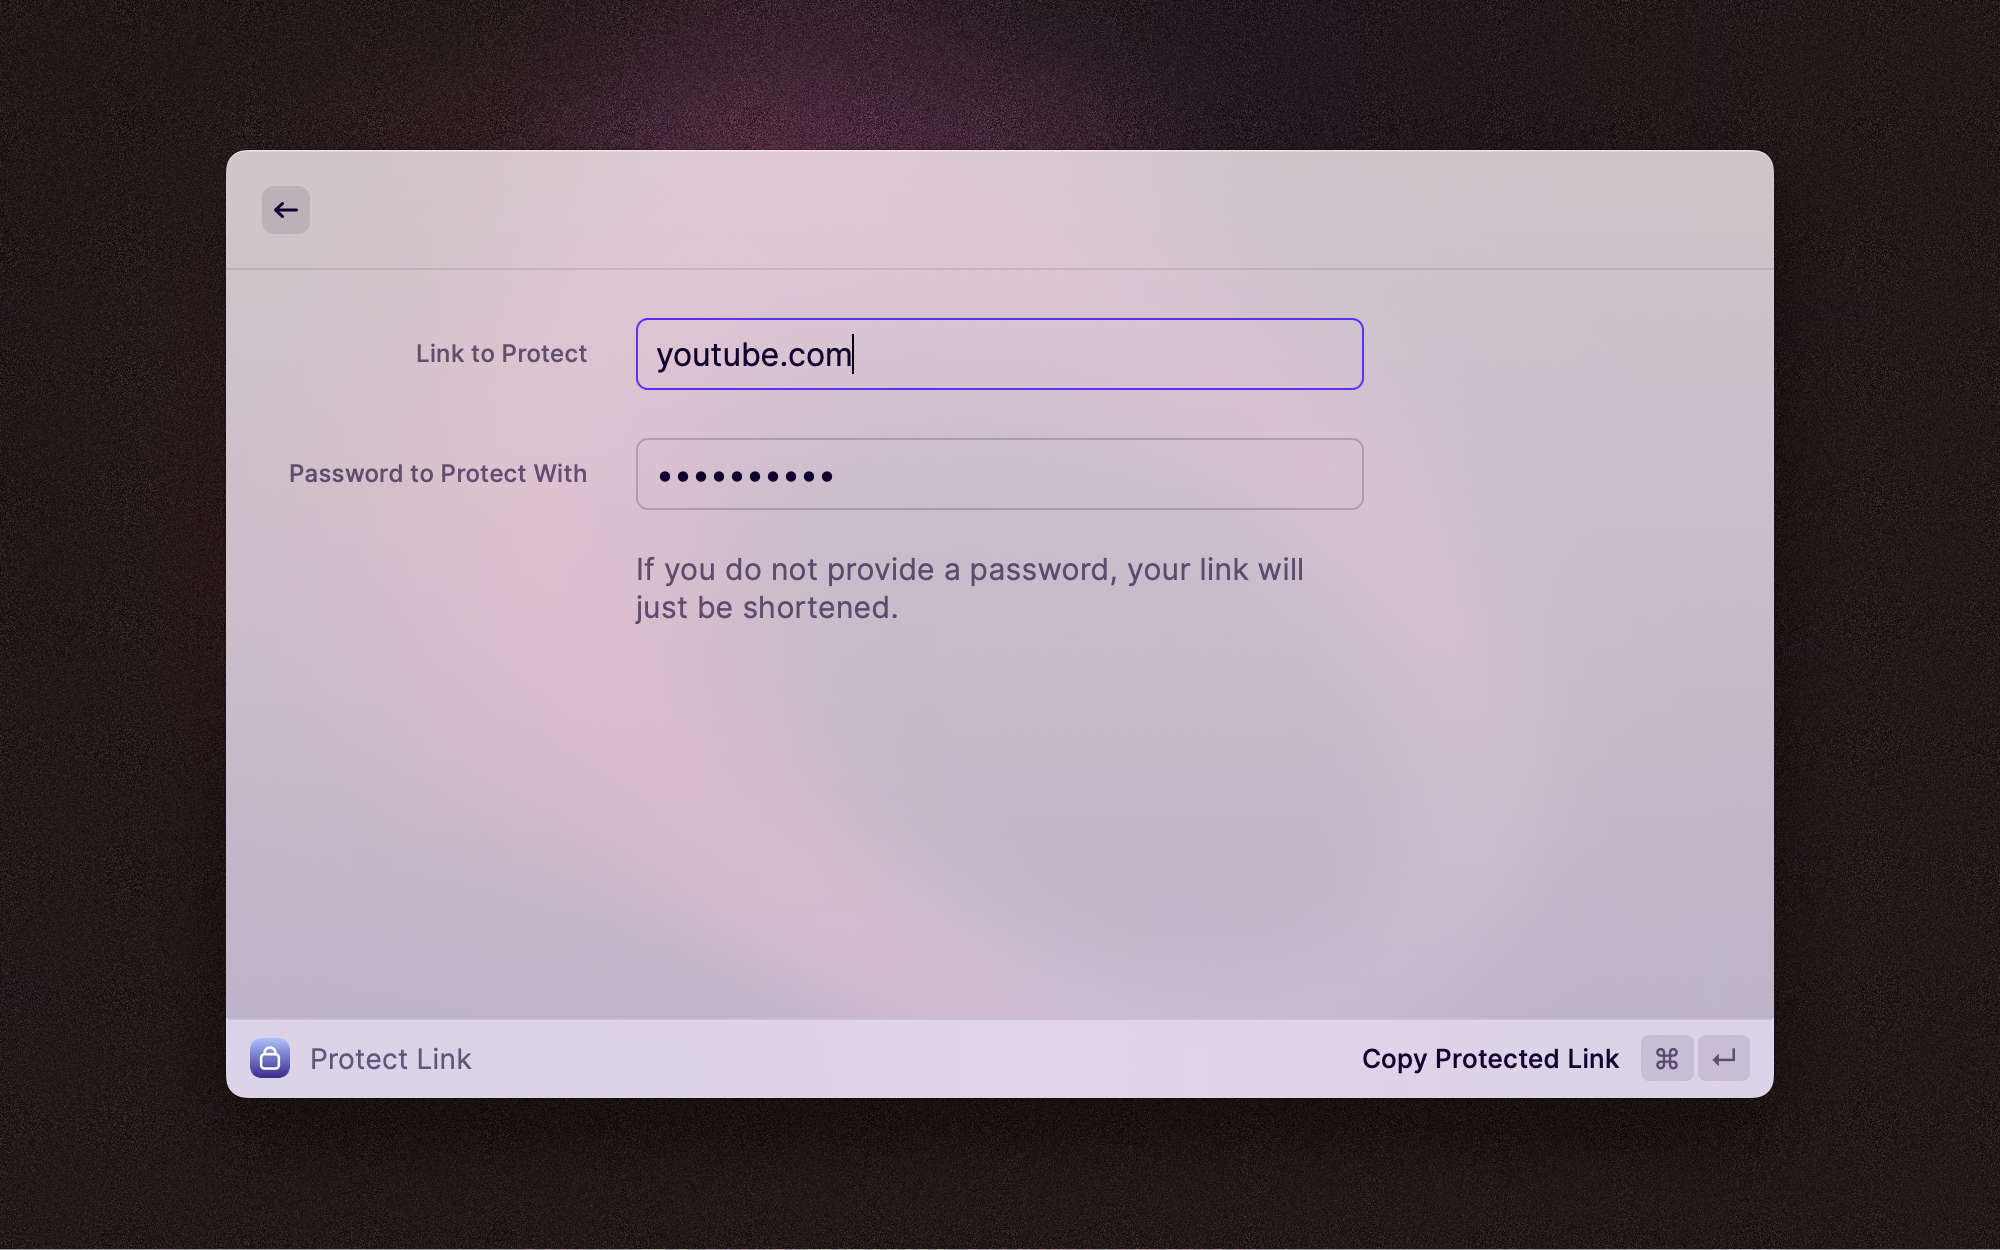 Link to Protect
youtube.com
Password to Protect With
••••••••••
If you do not provide a password, your link will
just be shortened.
Protect Link
Copy Protected Link ⌘ ↵